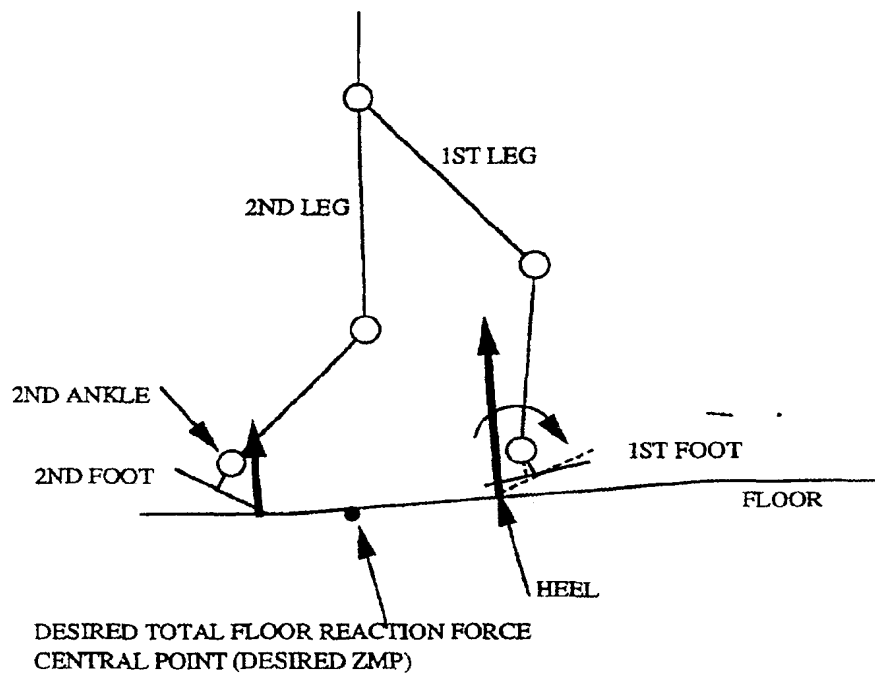 1ST LEG
2ND LEG
2ND ANKLE
1ST FOOT
2ND FOOT
FLOOR
HEEL
DESIRED TOTAL FLOOR REACTION FORCE
CENTRAL POINT (DESIRED ZMP)